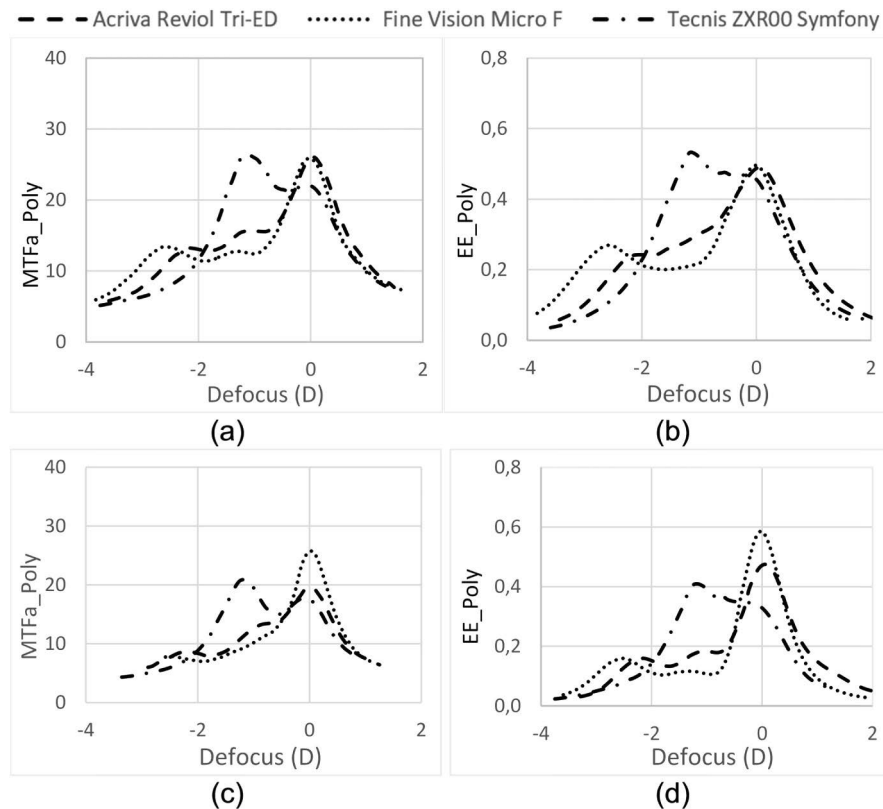 Acriva Reviol Tri-ED Fine Vision Micro F Tecnis ZXR00 Symfony
MTFa_Poly
40
30
20
10
0
-4 -2 0 2
Defocus (D)
(a)
EE_Poly
0,8
0,6
0,4
0,2
0,0
-4 -2 0 2
Defocus (D)
(b)
MTFa_Poly
40
30
20
10
0
-4 -2 0 2
Defocus (D)
(c)
EE_Poly
0,8
0,6
0,4
0,2
0,0
-4 -2 0 2
Defocus (D)
(d)